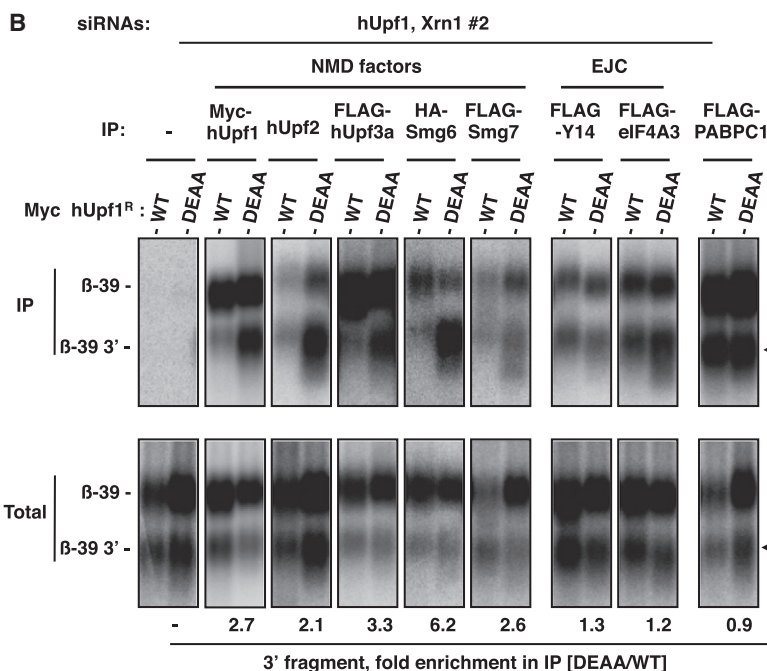 B siRNAs: hUpf1, Xrn1 #2
NMD factors EJC
Myc- FLAG- HA- FLAG- FLAG FLAG- FLAG-
IP: - hUpf1 hUpf2 hUpf3a Smg6 Smg7 -Y14 eIF4A3 PABPC1
Myc hUpf1R : - WT - DEAA - WT - DEAA - WT - DEAA - WT - DEAA - WT - DEAA - WT - DEAA - WT - DEAA - WT - DEAA - WT - DEAA
ß-39 -
IP
ß-39 3' -
ß-39 -
Total
ß-39 3' -
- 2.7 2.1 3.3 6.2 2.6 1.3 1.2 0.9
3' fragment, fold enrichment in IP [DEAA/WT]